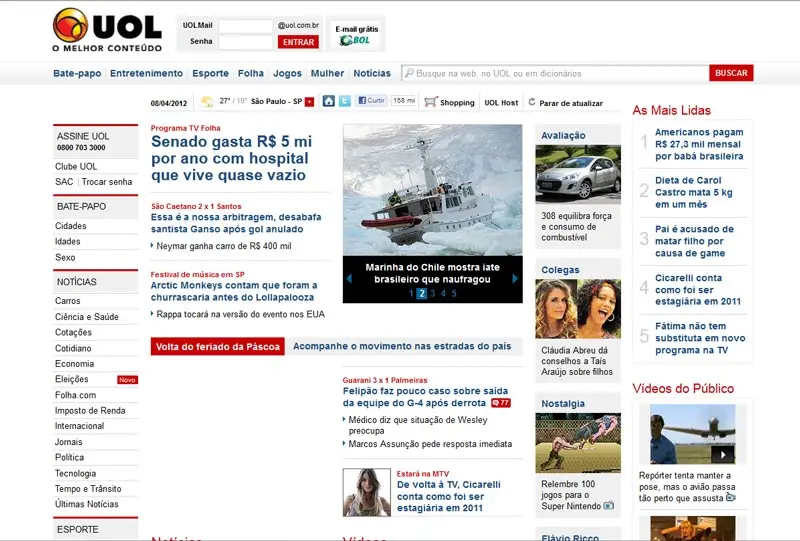 UOL
O MELHOR CONTEÚDO
UOLMail
@uol.com.br
Senha
ENTRAR
E-mail grátis
BOL
Bate-papo
Entretenimento
Esporte
Folha
Jogos
Mulher
Notícias
Busque na web, no UOL ou em dicionários
BUSCAR
08/04/2012
27° / 19°
São Paulo - SP +
Curtir
158 mi
Shopping
UOL Host
Parar de atualizar
ASSINE UOL
0800 703 3000
Clube UOL
SAC | Trocar senha
BATE-PAPO
Cidades
Idades
Sexo
NOTÍCIAS
Carros
Ciência e Saúde
Cotações
Cotidiano
Economia
Eleições Novo
Folha.com
Imposto de Renda
Internacional
Jornais
Política
Tecnologia
Tempo e Trânsito
Últimas Notícias
ESPORTE
Programa TV Folha
Senado gasta R$ 5 mi
por ano com hospital
que vive quase vazio
São Caetano 2 x 1 Santos
Essa é a nossa arbitragem, desabafa
santista Ganso após gol anulado
Neymar ganha carro de R$ 400 mil
Festival de música em SP
Arctic Monkeys contam que foram a
churrascaria antes do Lollapalooza
Rappa tocará na versão do evento nos EUA
Marinha do Chile mostra iate
brasileiro que naufragou
1 2 3 4 5
Volta do feriado da Páscoa
Acompanhe o movimento nas estradas do país
Guarani 3 x 1 Palmeiras
Felipão faz pouco caso sobre saída
da equipe do G-4 após derrota 77
Médico diz que situação de Wesley
preocupa
Marcos Assunção pede resposta imediata
Estará na MTV
De volta à TV, Cicarelli
conta como foi ser
estagiária em 2011
Notícias
Vídeos
Avaliação
308 equilibra força
e consumo de
combustível
Colegas
Cláudia Abreu dá
conselhos a Taís
Araújo sobre filhos
Nostalgia
Relembre 100
jogos para o
Super Nintendo
Flávio Ricco
As Mais Lidas
1 Americanos pagam
R$ 27,3 mil mensal
por babá brasileira
2 Dieta de Carol
Castro mata 5 kg
em um mês
3 Pai é acusado de
matar filho por
causa de game
4 Cicarelli conta
como foi ser
estagiária em 2011
5 Fátima não tem
substituta em novo
programa na TV
Vídeos do Público
Repórter tenta manter a
pose, mas o avião passa
tão perto que assusta